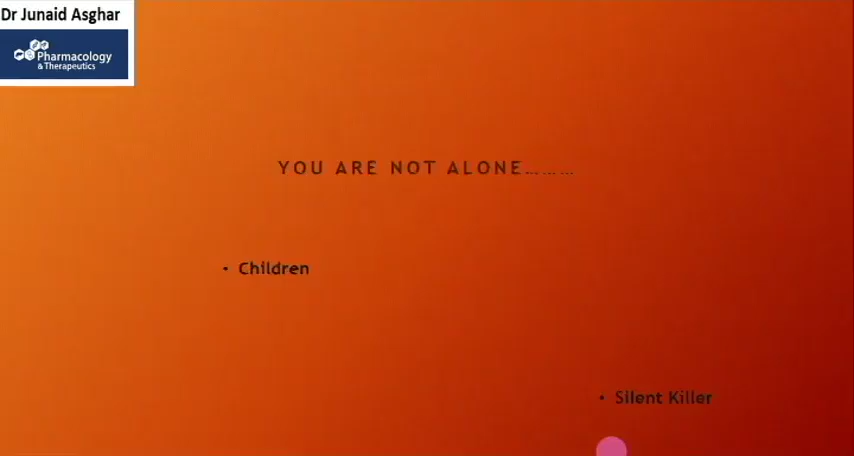 Dr Junaid Asghar
Pharmacology
& Therapeutics
YOU ARE NOT ALONE………
• Children
• Silent Killer